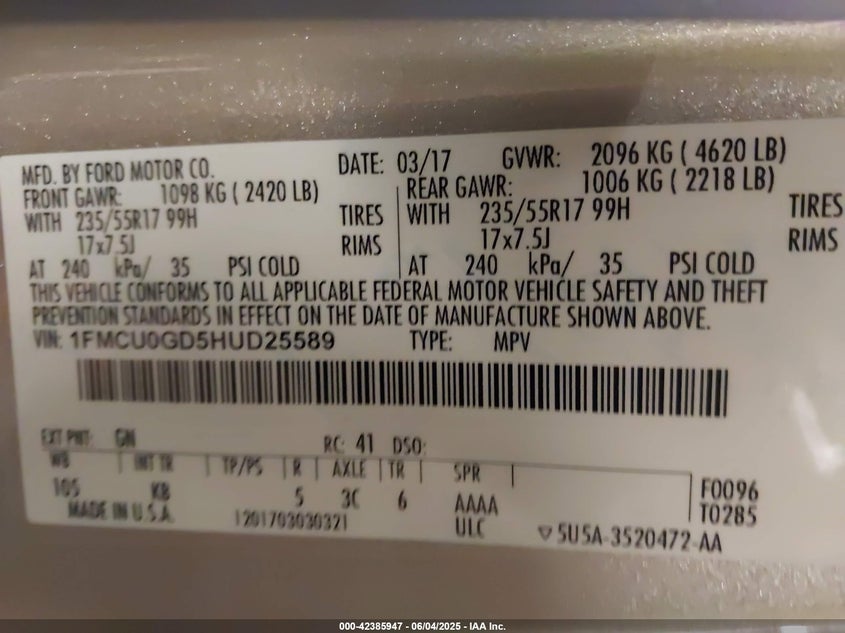 MFD. BY FORD MOTOR CO. DATE: 03/17 GVWR: 2096 KG ( 4620 LB)
FRONT GAWR: 1098 KG ( 2420 LB) REAR GAWR: 1006 KG ( 2218 LB)
WITH 235/55R17 99H TIRES WITH 235/55R17 99H TIRES
17x7.5J RIMS 17x7.5J RIMS
AT 240 kPa/ 35 PSI COLD AT 240 kPa/ 35 PSI COLD
THIS VEHICLE CONFORMS TO ALL APPLICABLE FEDERAL MOTOR VEHICLE SAFETY AND THEFT
PREVENTION STANDARDS IN EFFECT ON THE DATE OF MANUFACTURE SHOWN ABOVE.
VIN: 1FMCU0GD5HUD25589 TYPE: MPV
EXT PNT: GN RC: 41 DSO:
WB INT TR TP/PS R AXLE TR SPR
105 KB 5 3C 6 AAAA F0096
MADE IN U.S.A. 1201703030321 ULC T0285
5U5A-3520472-AA
000-42385947 - 06/04/2025 - IAA Inc.